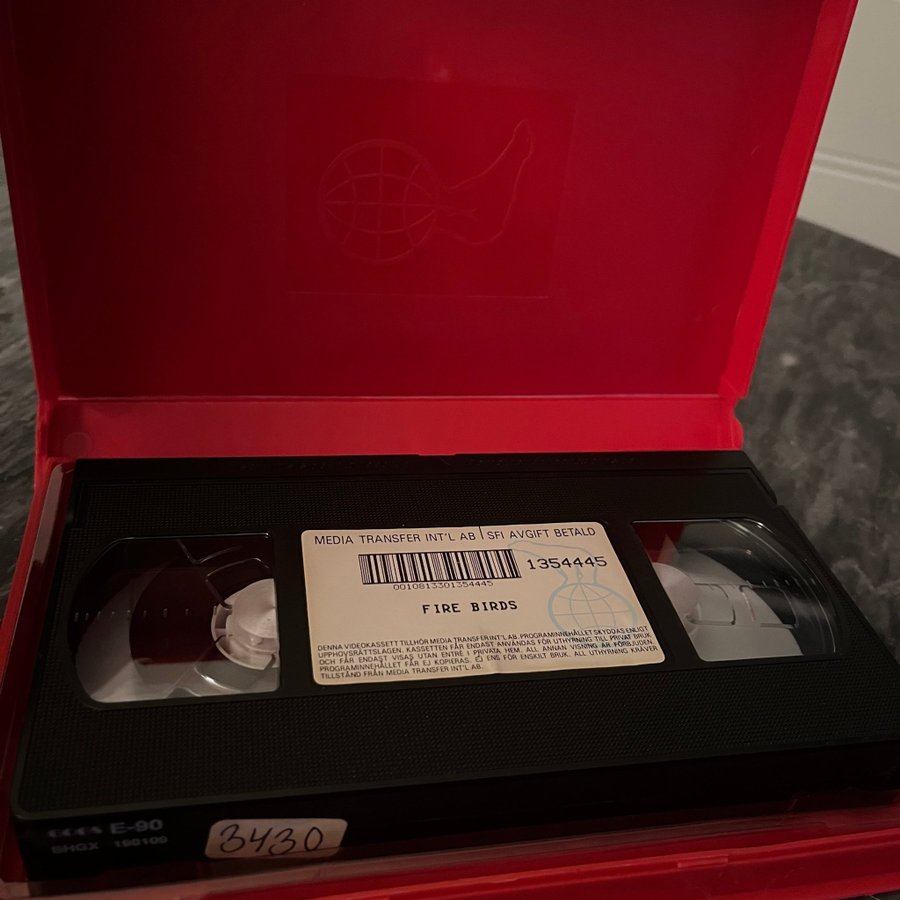 MEDIA TRANSFER INT'L AB SFI AVGIFT BETALD
1354445
0010813301354445
FIRE BIRDS
DENNA VIDEOKASSETT TILLHÖR MEDIA TRANSFER INT'L AB. PROGRAMINNEHÅLLET SKYDDAS ENLIGT
UPPHOVSRÄTTSLAGEN. KASSETTEN FÅR ENDAST ANVÄNDAS FÖR UTHYRNING TILL PRIVAT BRUK
OCH FÅR ENDAST VISAS UTAN ENTRÉ I PRIVATA HEM. ALL ANNAN VISNING ÄR FÖRBJUDEN.
PROGRAMINNEHÅLLET FÅR EJ KOPIERAS. EJ ENS FÖR ENSKILT BRUK. ALL UTHYRNING KRÄVER
TILLSTÅND FRÅN MEDIA TRANSFER INT'L AB.
E-90
SHGX 190109
3430